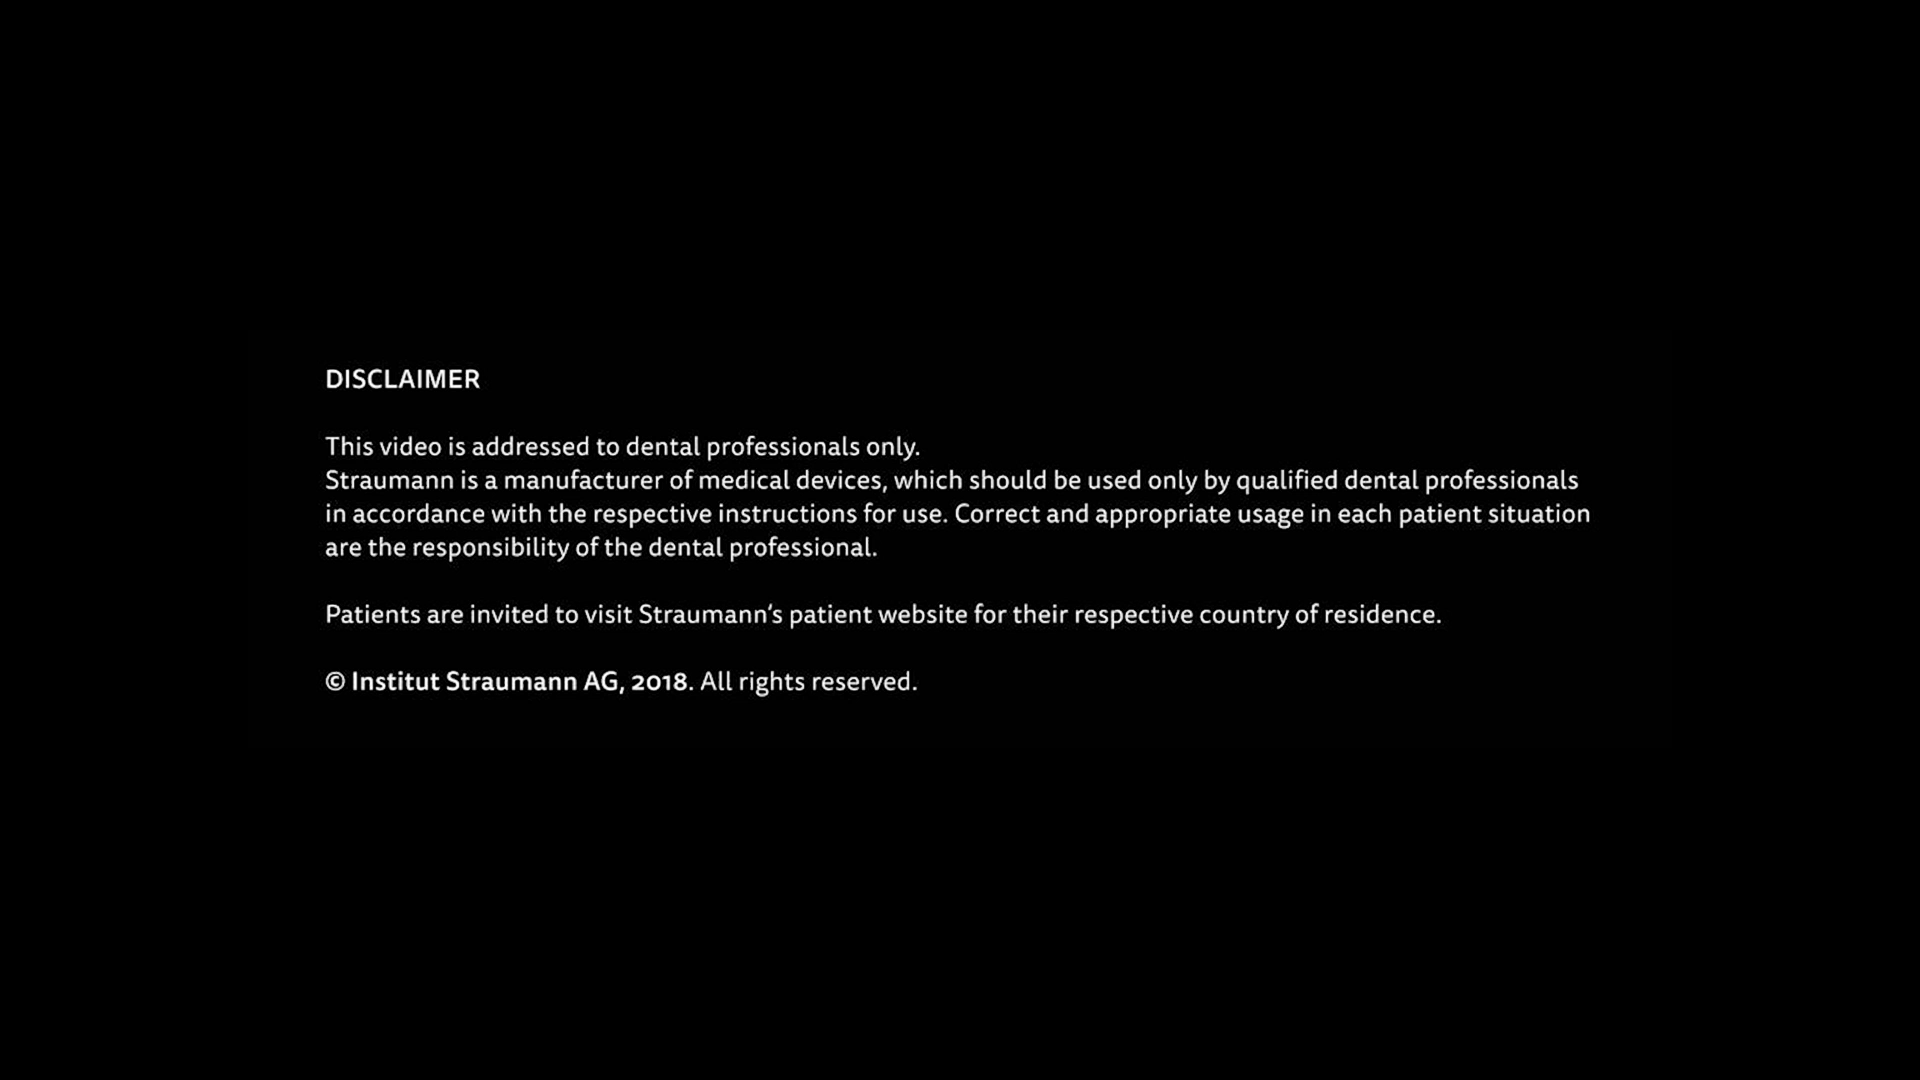 DISCLAIMER
This video is addressed to dental professionals only.
Straumann is a manufacturer of medical devices, which should be used only by qualified dental professionals
in accordance with the respective instructions for use. Correct and appropriate usage in each patient situation
are the responsibility of the dental professional.
Patients are invited to visit Straumann‘s patient website for their respective country of residence.
© Institut Straumann AG, 2018. All rights reserved.